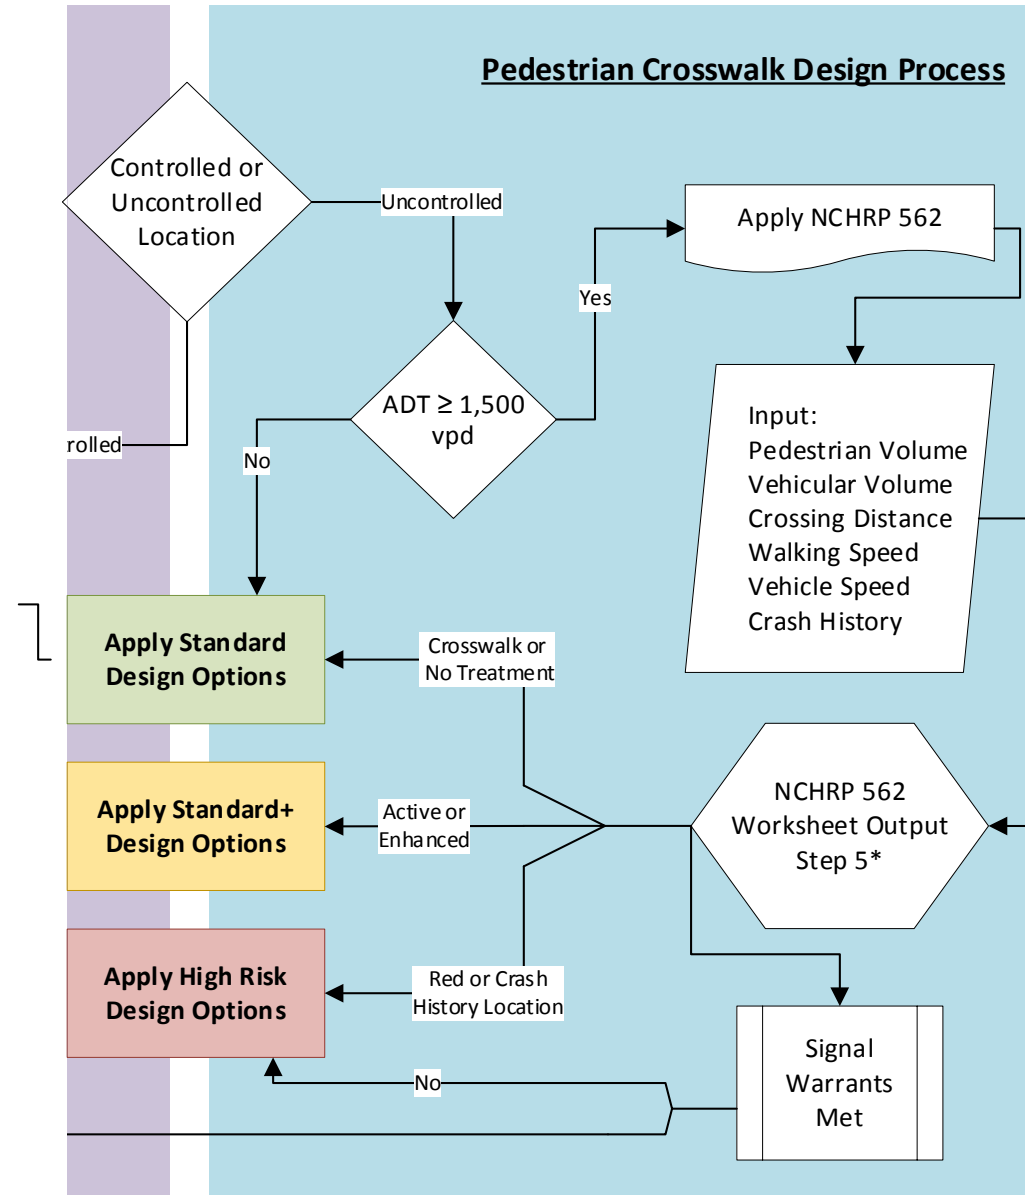 Pedestrian Crosswalk Design Process
Controlled or
Uncontrolled
Location
Uncontrolled
Apply NCHRP 562
Yes
ADT ≥ 1,500
vpd
rolled
No
Input:
Pedestrian Volume
Vehicular Volume
Crossing Distance
Walking Speed
Vehicle Speed
Crash History
Apply Standard
Design Options
Crosswalk or
No Treatment
Apply Standard+
Design Options
Active or
Enhanced
NCHRP 562
Worksheet Output
Step 5*
Apply High Risk
Design Options
Red or Crash
History Location
Signal
Warrants
Met
No